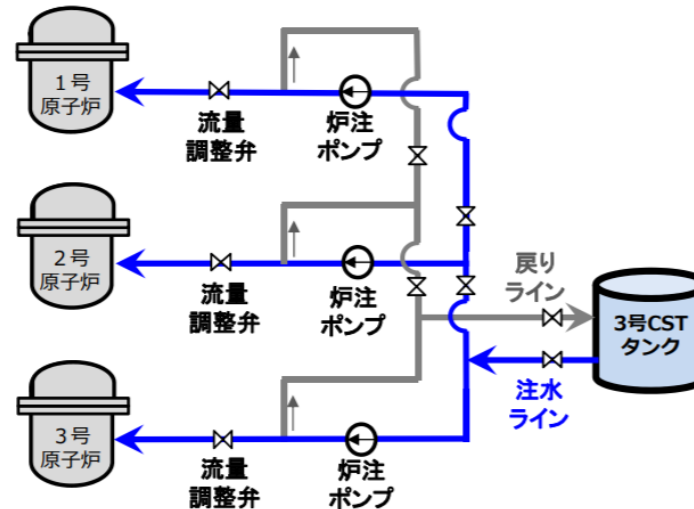 1号
原子炉
流量
調整弁
炉注
ポンプ
2号
原子炉
流量
調整弁
炉注
ポンプ
戻り
ライン
3号CST
タンク
注水
ライン
3号
原子炉
流量
調整弁
炉注
ポンプ